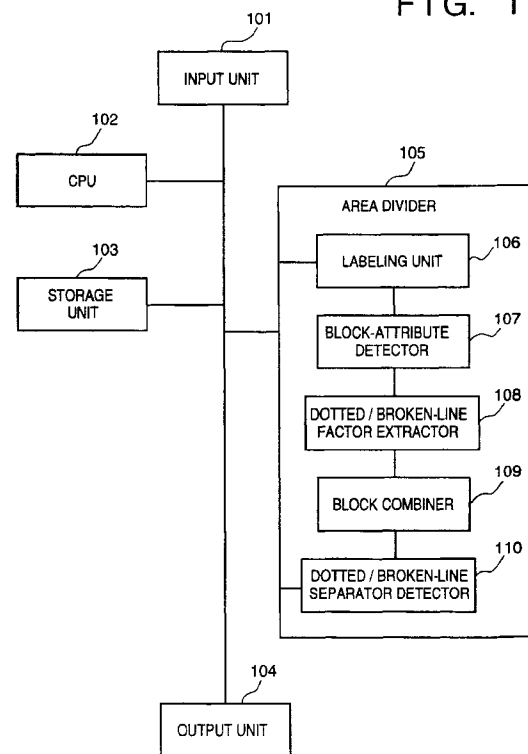 FIG. 1
101
INPUT UNIT
102
CPU
105
AREA DIVIDER
106
LABELING UNIT
103
STORAGE
UNIT
107
BLOCK-ATTRIBUTE
DETECTOR
108
DOTTED / BROKEN-LINE
FACTOR EXTRACTOR
109
BLOCK COMBINER
110
DOTTED / BROKEN-LINE
SEPARATOR DETECTOR
104
OUTPUT UNIT